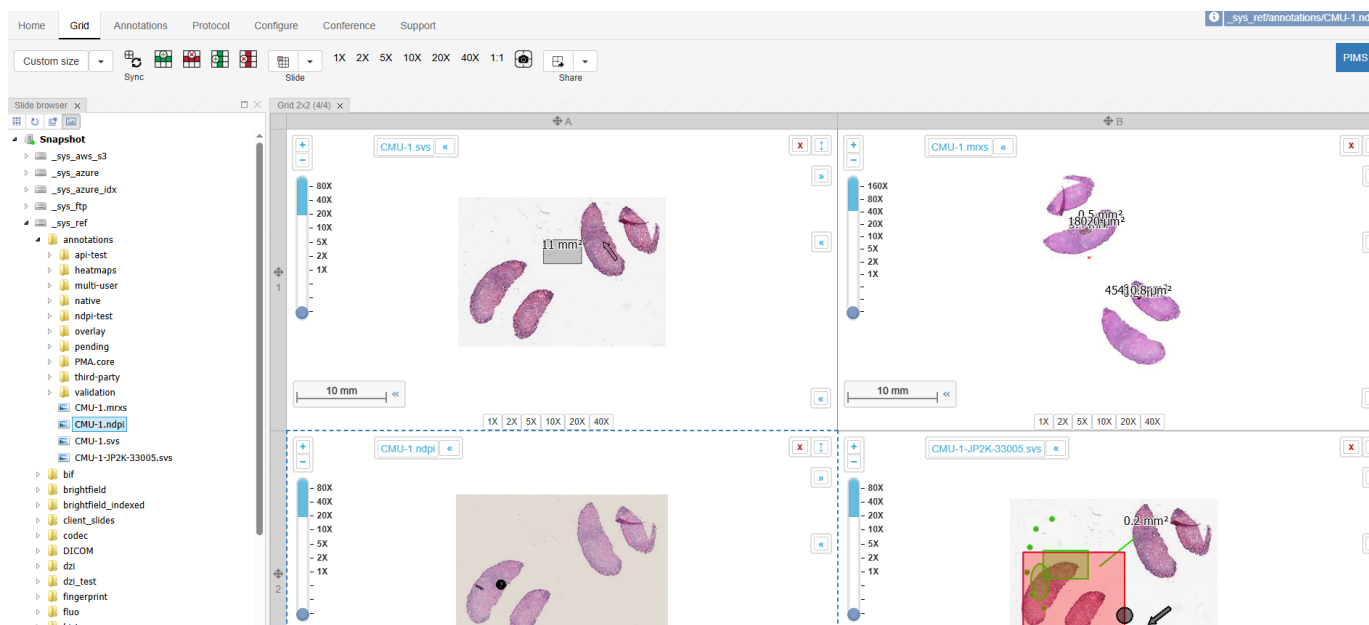 Home Grid Annotations Protocol Configure Conference Support
_sys_ref/annotations/CMU-1.nd
Custom size
Sync
Slide
1X 2X 5X 10X 20X 40X 1:1
Share
PIMS
Slide browser x
Grid 2x2 (4/4) x
Snapshot
_sys_aws_s3
_sys_azure
_sys_azure_idx
_sys_ftp
_sys_ref
annotations
api-test
heatmaps
multi-user
native
ndpi-test
overlay
pending
PMA.core
third-party
validation
CMU-1.mrxs
CMU-1.ndpi
CMU-1.svs
CMU-1-JP2K-33005.svs
bif
brightfield
brightfield_indexed
client_slides
codec
DICOM
dzi
dzi_test
fingerprint
fluo
A
B
1
2
+
−
CMU-1.svs «
x
»
«
80X
40X
20X
10X
5X
2X
1X
11 mm²
10 mm «
«
1X 2X 5X 10X 20X 40X
+
−
CMU-1.mrxs «
x
160X
80X
40X
20X
10X
5X
2X
1X
0.5 mm²
10 mm «
1X 2X 5X 10X 20X 40X
+
−
CMU-1.ndpi «
x
»
«
80X
40X
20X
10X
5X
2X
1X
+
−
CMU-1-JP2K-33005.svs «
x
80X
40X
20X
10X
5X
2X
1X
0.2 mm²